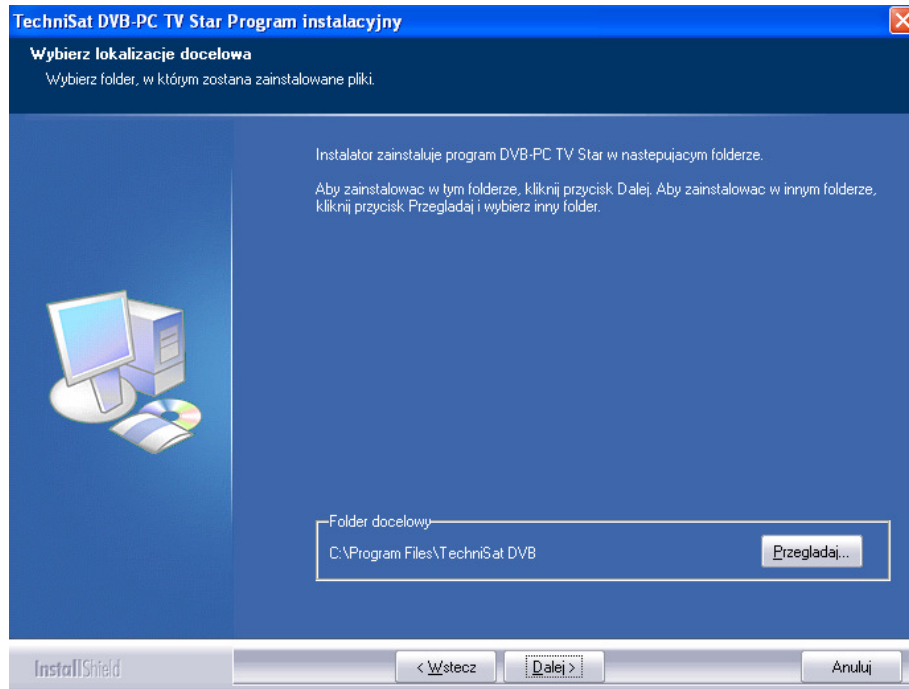 TechniSat DVB-PC TV Star Program instalacyjny
Wybierz lokalizacje docelowa
Wybierz folder, w którym zostana zainstalowane pliki.
Instalator zainstaluje program DVB-PC TV Star w nastepujacym folderze.
Aby zainstalowac w tym folderze, kliknij przycisk Dalej. Aby zainstalowac w innym folderze,
kliknij przycisk Przegladaj i wybierz inny folder.
Folder docelowy
C:\Program Files\TechniSat DVB
Przegladaj...
InstallShield
< Wstecz
Dalej >
Anuluj